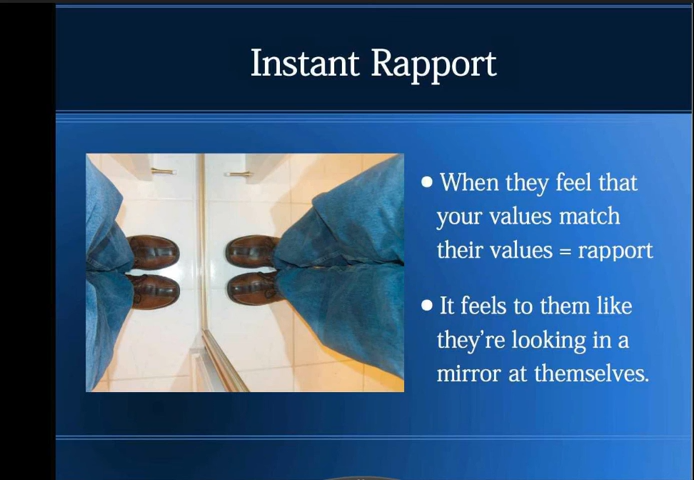 Instant Rapport
• When they feel that
your values match
their values = rapport
• It feels to them like
they're looking in a
mirror at themselves.